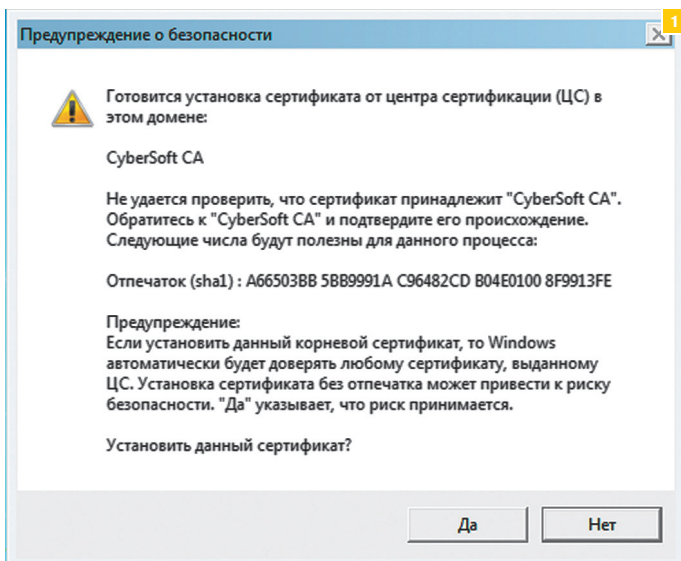 Предупреждение о безопасности
1
Готовится установка сертификата от центра сертификации (ЦС) в
этом домене:
CyberSoft CA
Не удается проверить, что сертификат принадлежит "CyberSoft CA".
Обратитесь к "CyberSoft CA" и подтвердите его происхождение.
Следующие числа будут полезны для данного процесса:
Отпечаток (sha1) : A66503BB 5BB9991A C96482CD B04E0100 8F9913FE
Предупреждение:
Если установить данный корневой сертификат, то Windows
автоматически будет доверять любому сертификату, выданному
ЦС. Установка сертификата без отпечатка может привести к риску
безопасности. "Да" указывает, что риск принимается.
Установить данный сертификат?
Да
Нет